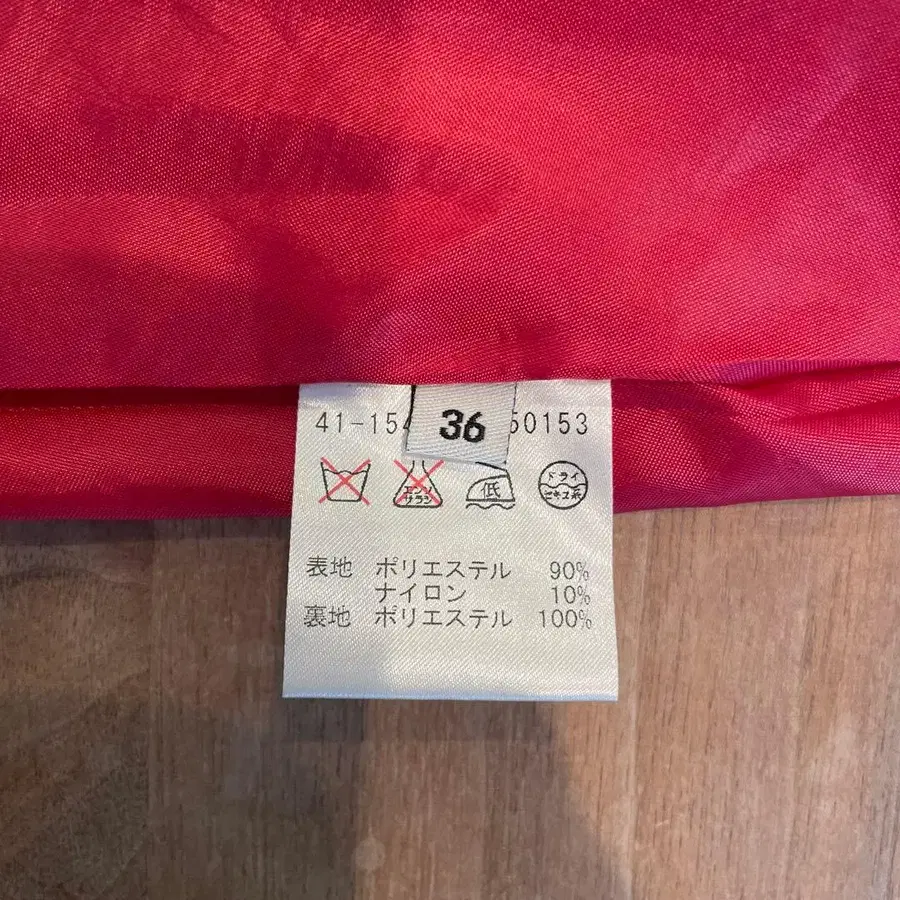 41-15
36
50153
エンソ
サラシ
低
ドライ
セキユ系
表地 ポリエステル 90%
ナイロン 10%
裏地 ポリエステル 100%